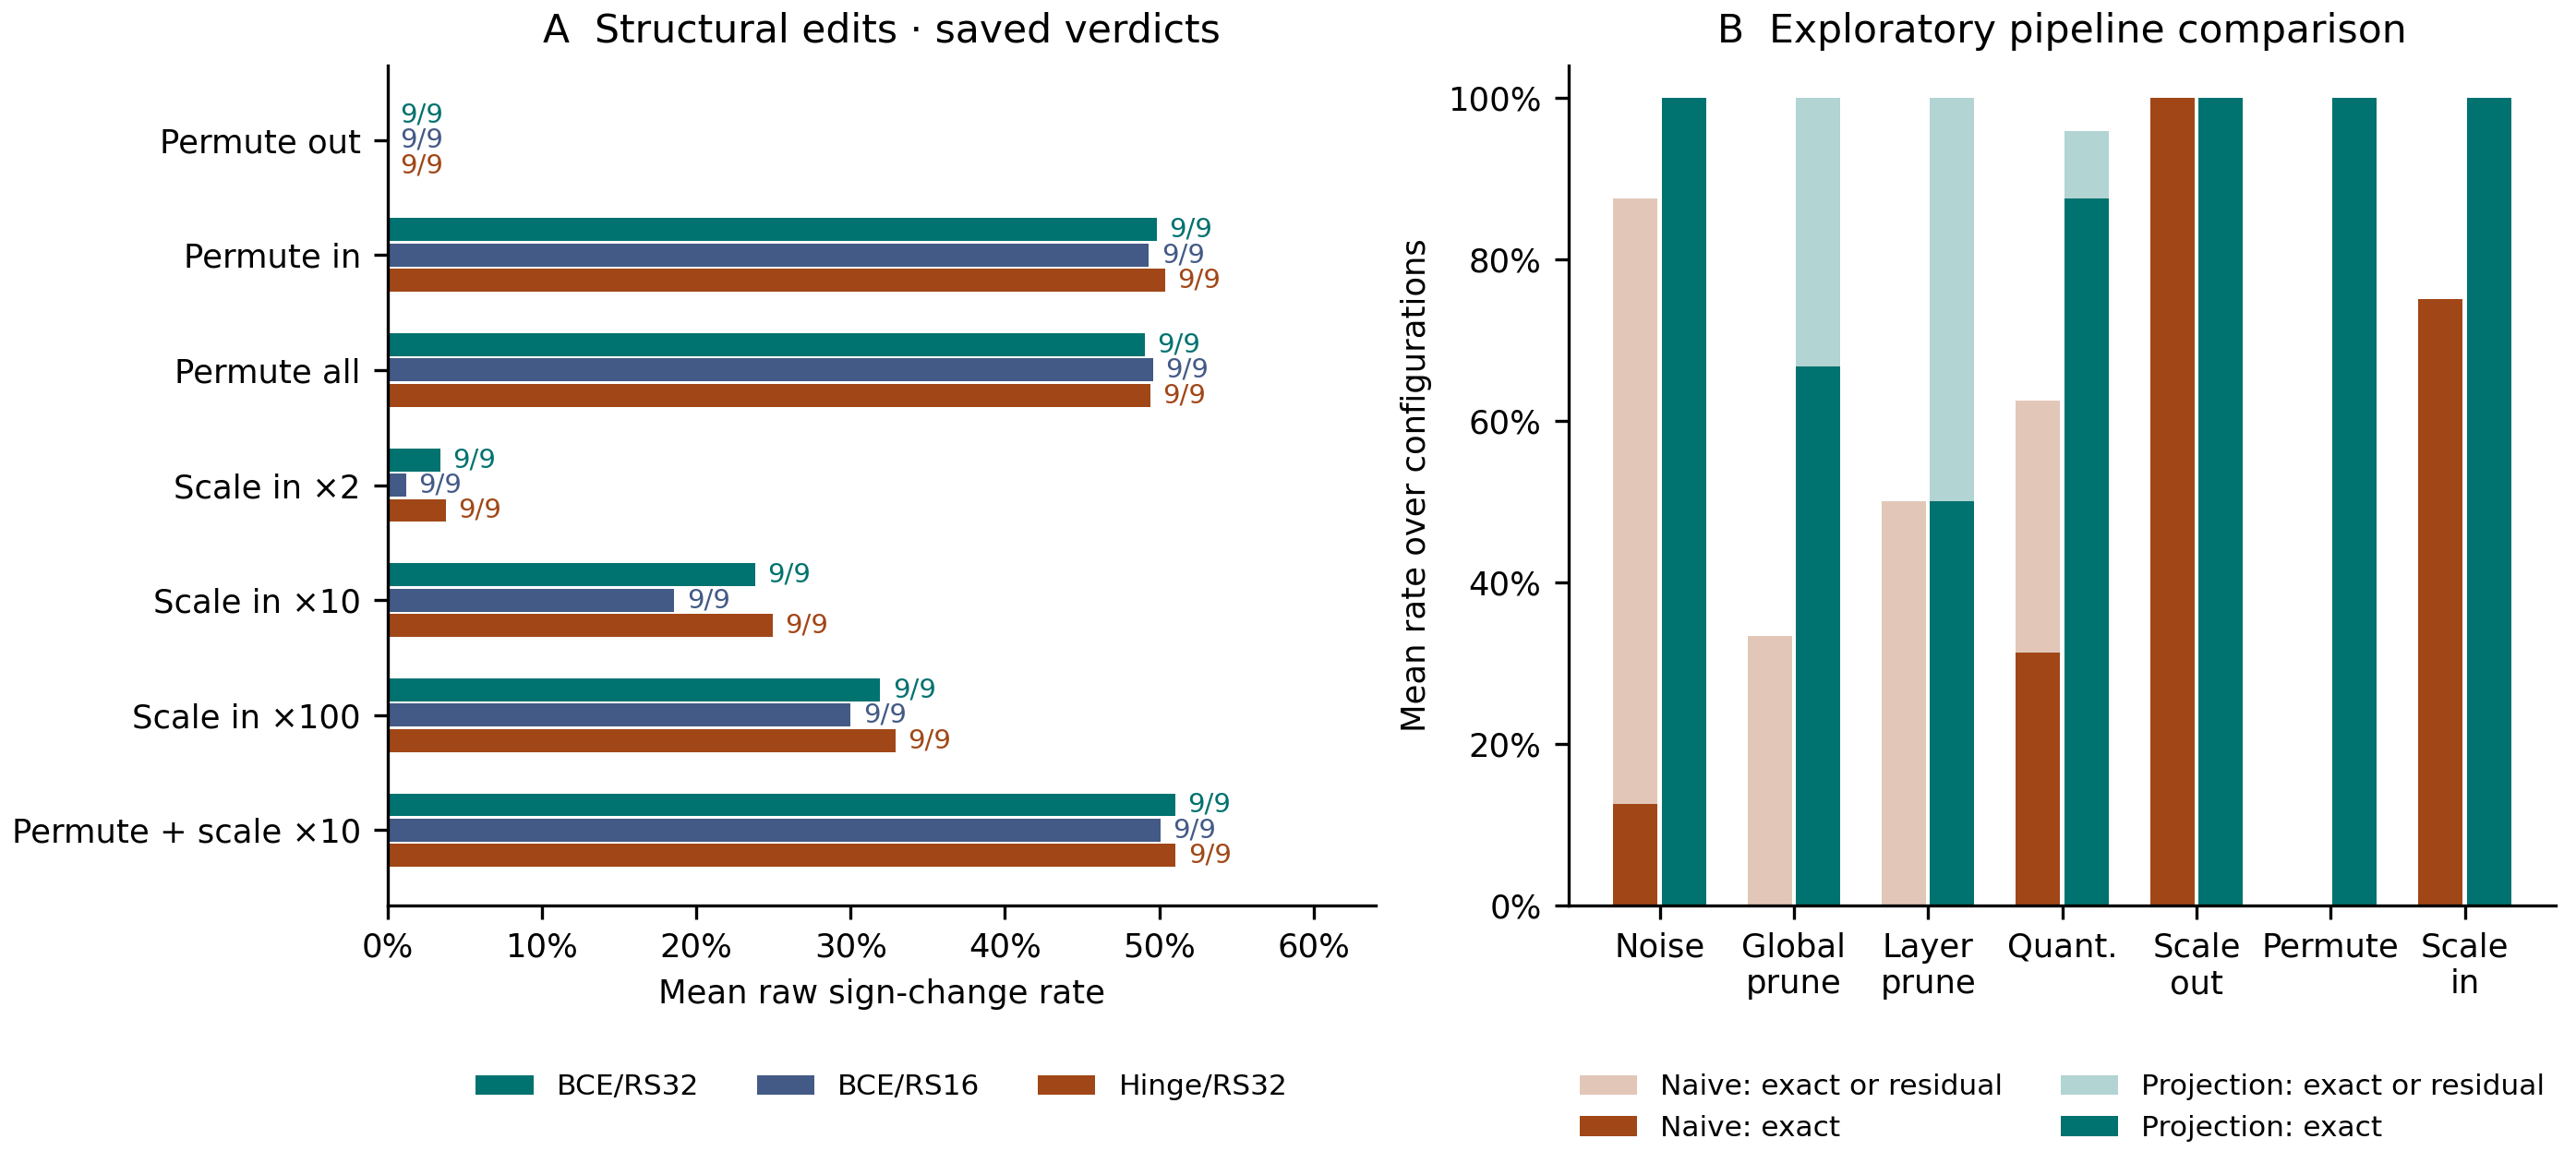 A  Structural edits · saved verdicts
Permute out
9/9
9/9
9/9
Permute in
9/9
9/9
9/9
Permute all
9/9
9/9
9/9
Scale in ×2
9/9
9/9
9/9
Scale in ×10
9/9
9/9
9/9
Scale in ×100
9/9
9/9
9/9
Permute + scale ×10
9/9
9/9
9/9
0% 10% 20% 30% 40% 50% 60%
Mean raw sign-change rate
BCE/RS32 BCE/RS16 Hinge/RS32
B  Exploratory pipeline comparison
Mean rate over configurations
100%
80%
60%
40%
20%
0%
Noise Global prune Layer prune Quant. Scale out Permute Scale in
Naive: exact or residual
Naive: exact
Projection: exact or residual
Projection: exact